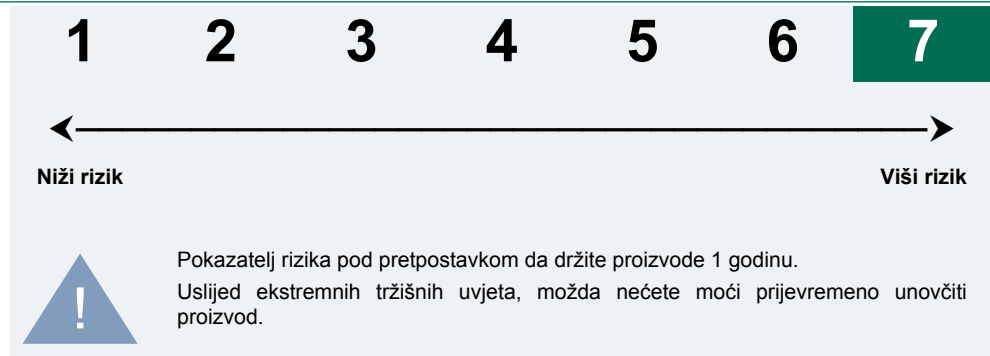 1 2 3 4 5 6 7
Niži rizik Viši rizik
Pokazatelj rizika pod pretpostavkom da držite proizvode 1 godinu.
Uslijed ekstremnih tržišnih uvjeta, možda nećete moći prijevremeno unovčiti
proizvod.
!